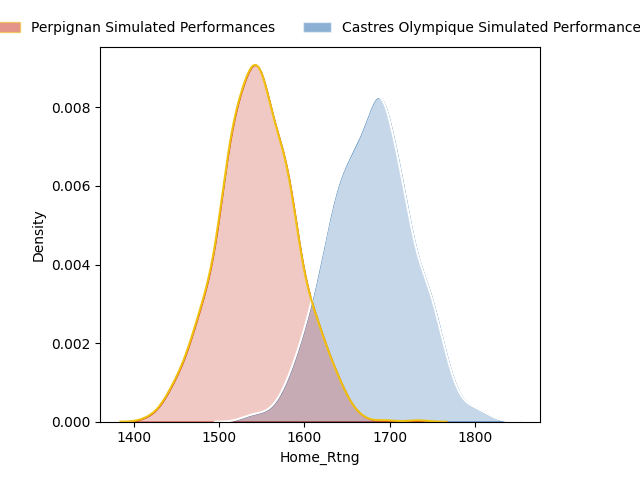 Perpignan Simulated Performances Castres Olympique Simulated Performance
0.008
0.006
0.004
0.002
0.000
Density
1400 1500 1600 1700 1800
Home_Rtng